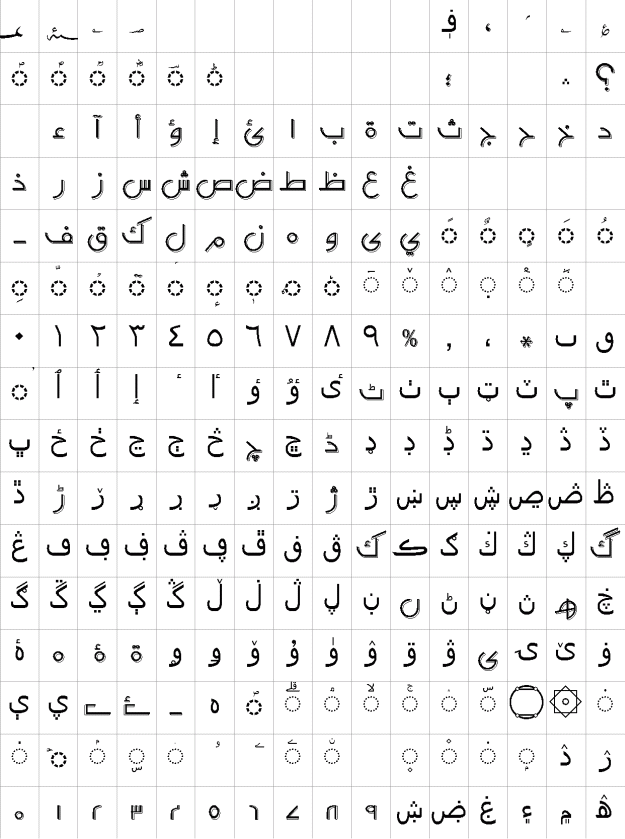 ؀ ؁ ؂ ؃ ؋ ، ؍ ؎ ؏
◌ؐ ◌ؑ ◌ؒ ◌ؓ ◌ؔ ◌ؕ ؛ ؞ ؟
ء آ أ ؤ إ ئ ا ب ة ت ث ج ح خ د
ذ ر ز س ش ص ض ط ظ ع غ
ـ ف ق ك ل م ن ه و ى ي ◌ً ◌ٌ ◌ٍ ◌َ ◌ُ
◌ِ ◌ّ ◌ْ ◌ٓ ◌ٔ ◌ٕ ◌ٖ ◌ٗ ◌٘ ◌ٙ ◌ٚ ◌ٛ ◌ٜ ◌ٝ ◌ٞ
٠ ١ ٢ ٣ ٤ ٥ ٦ ٧ ٨ ٩ ٪ ٫ ٬ ٭ ٮ ٯ
◌ٰ ٱ ٲ ٳ ٴ ٵ ٶ ٷ ٸ ٹ ٺ ٻ ټ ٽ پ ٿ
ڀ ځ ڂ ڃ ڄ څ چ ڇ ڈ ډ ڊ ڋ ڌ ڍ ڎ ڏ
ڐ ڑ ڒ ړ ڔ ڕ ږ ڗ ژ ڙ ښ ڛ ڜ ڝ ڞ ڟ
ڠ ڡ ڢ ڣ ڤ ڥ ڦ ڧ ڨ ک ڪ ګ ڬ ڭ ڮ گ
ڰ ڱ ڲ ڳ ڴ ڵ ڶ ڷ ڸ ڹ ں ڻ ڼ ڽ ھ ڿ
ۀ ہ ۂ ۃ ۄ ۅ ۆ ۇ ۈ ۉ ۊ ۋ ی ۍ ێ ۏ
ې ۑ ے ۓ ۔ ە ◌ۖ ◌ۗ ◌ۘ ◌ۙ ◌ۚ ◌ۛ ◌ۜ ۝ ۞ ◌۟
◌۠ ◌ۡ ◌ۢ ◌ۣ ◌ۤ ۥ ۦ ◌ۧ ◌ۨ ◌۪ ◌۫ ◌۬ ◌ۭ ۮ ۯ
۰ ۱ ۲ ۳ ۴ ۵ ۶ ۷ ۸ ۹ ۺ ۻ ۼ ۽ ۾ ۿ